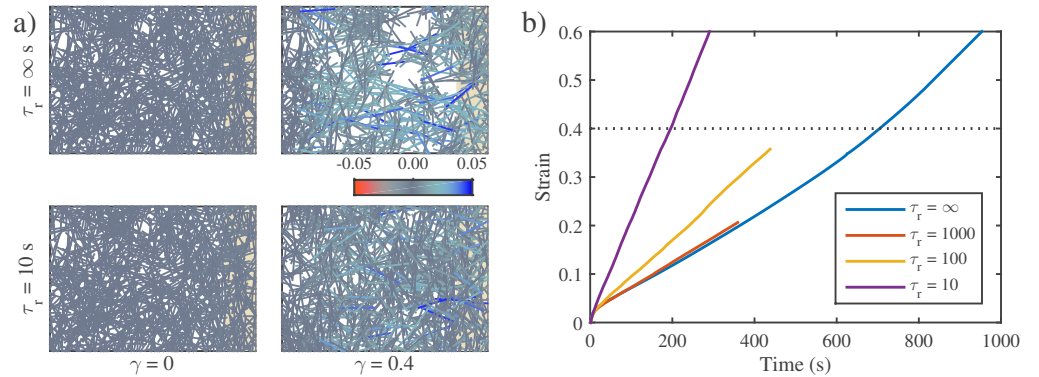 a)
τr = ∞ s
-0.05 0.00 0.05
τr = 10 s
γ = 0
γ = 0.4
b)
Strain
0.6
0.5
0.4
0.3
0.2
0.1
0
0 200 400 600 800 1000
Time (s)
τr = ∞
τr = 1000
τr = 100
τr = 10